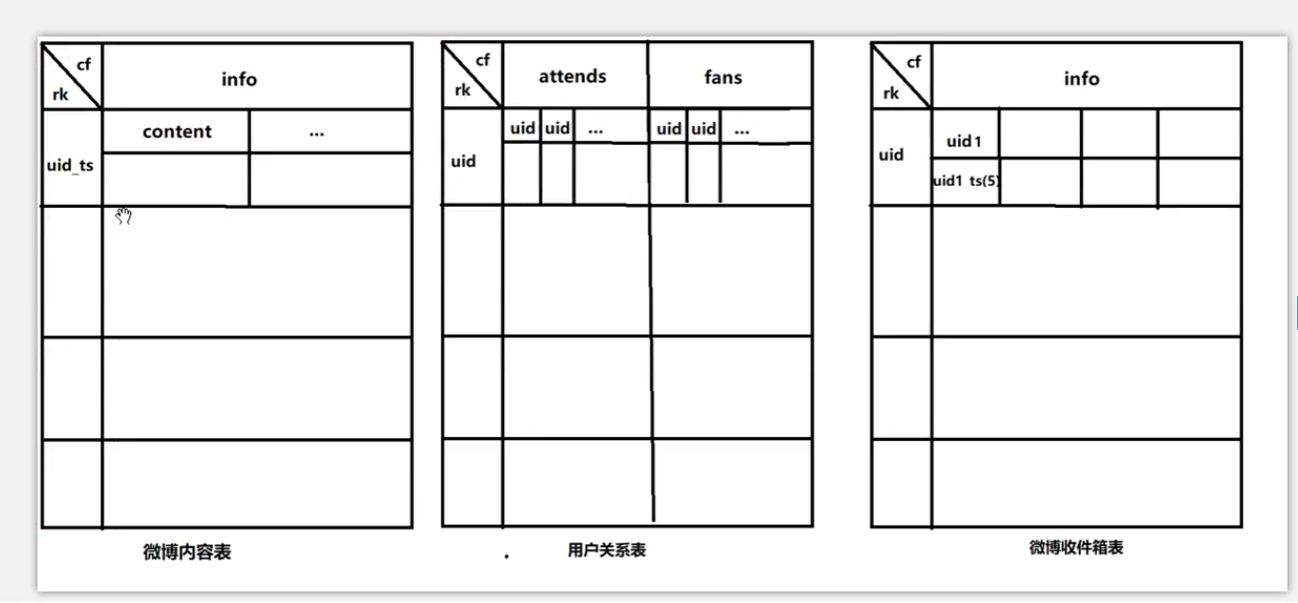 cf
rk
info
uid_ts
content
...
微博内容表
cf
rk
attends
fans
uid
uid uid ...
uid uid ...
.
用户关系表
cf
rk
info
uid
uid1
uid1 ts(5)
微博收件箱表